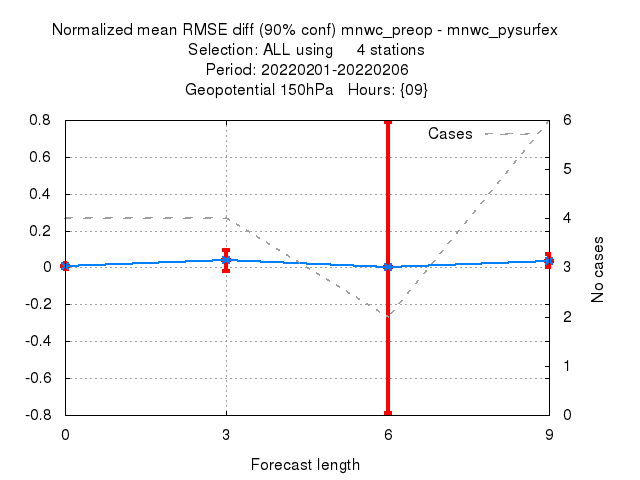 Normalized mean RMSE diff (90% conf) mnwc_preop - mnwc_pysurfex
Selection: ALL using     4 stations
Period: 20220201-20220206
Geopotential 150hPa   Hours: {09}
Cases
0.8
0.6
0.4
0.2
0
-0.2
-0.4
-0.6
-0.8
6
5
4
3
2
1
0
No cases
0 3 6 9
Forecast length